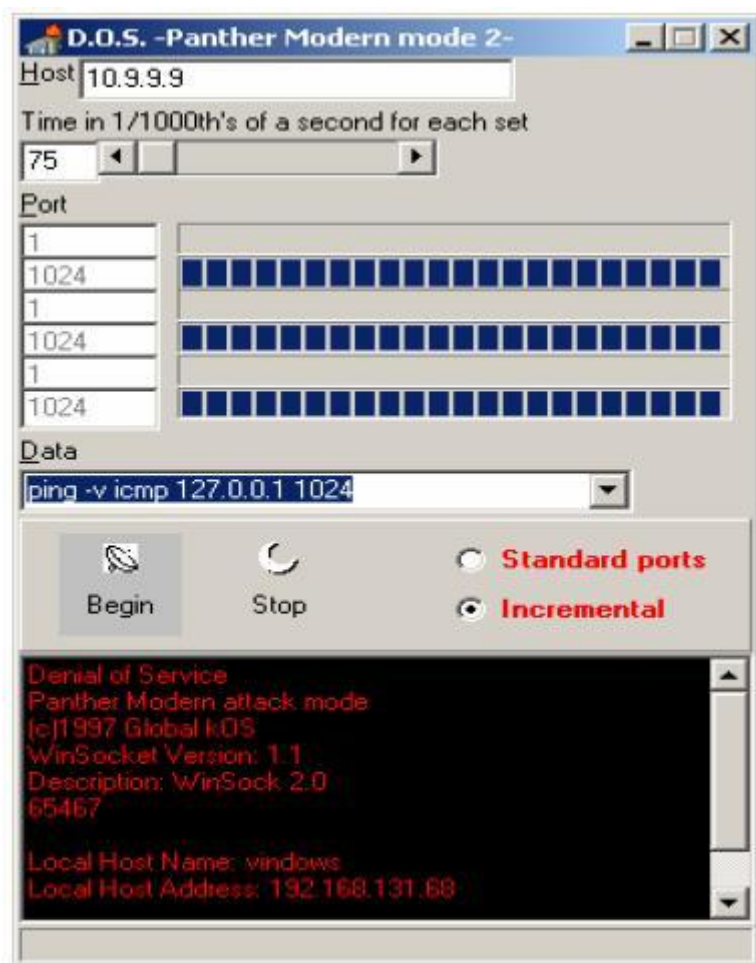 D.O.S. -Panther Modern mode 2-
Host 10.9.9.9
Time in 1/1000th's of a second for each set
75
Port
1
1024
1
1024
1
1024
Data
ping -v icmp 127.0.0.1 1024
Begin Stop
Standard ports
Incremental
Denial of Service
Panther Modern attack mode
(c)1997 Global kOS
WinSocket Version: 1.1
Description: WinSock 2.0
65467
Local Host Name: vindows
Local Host Address: 192.168.131.68